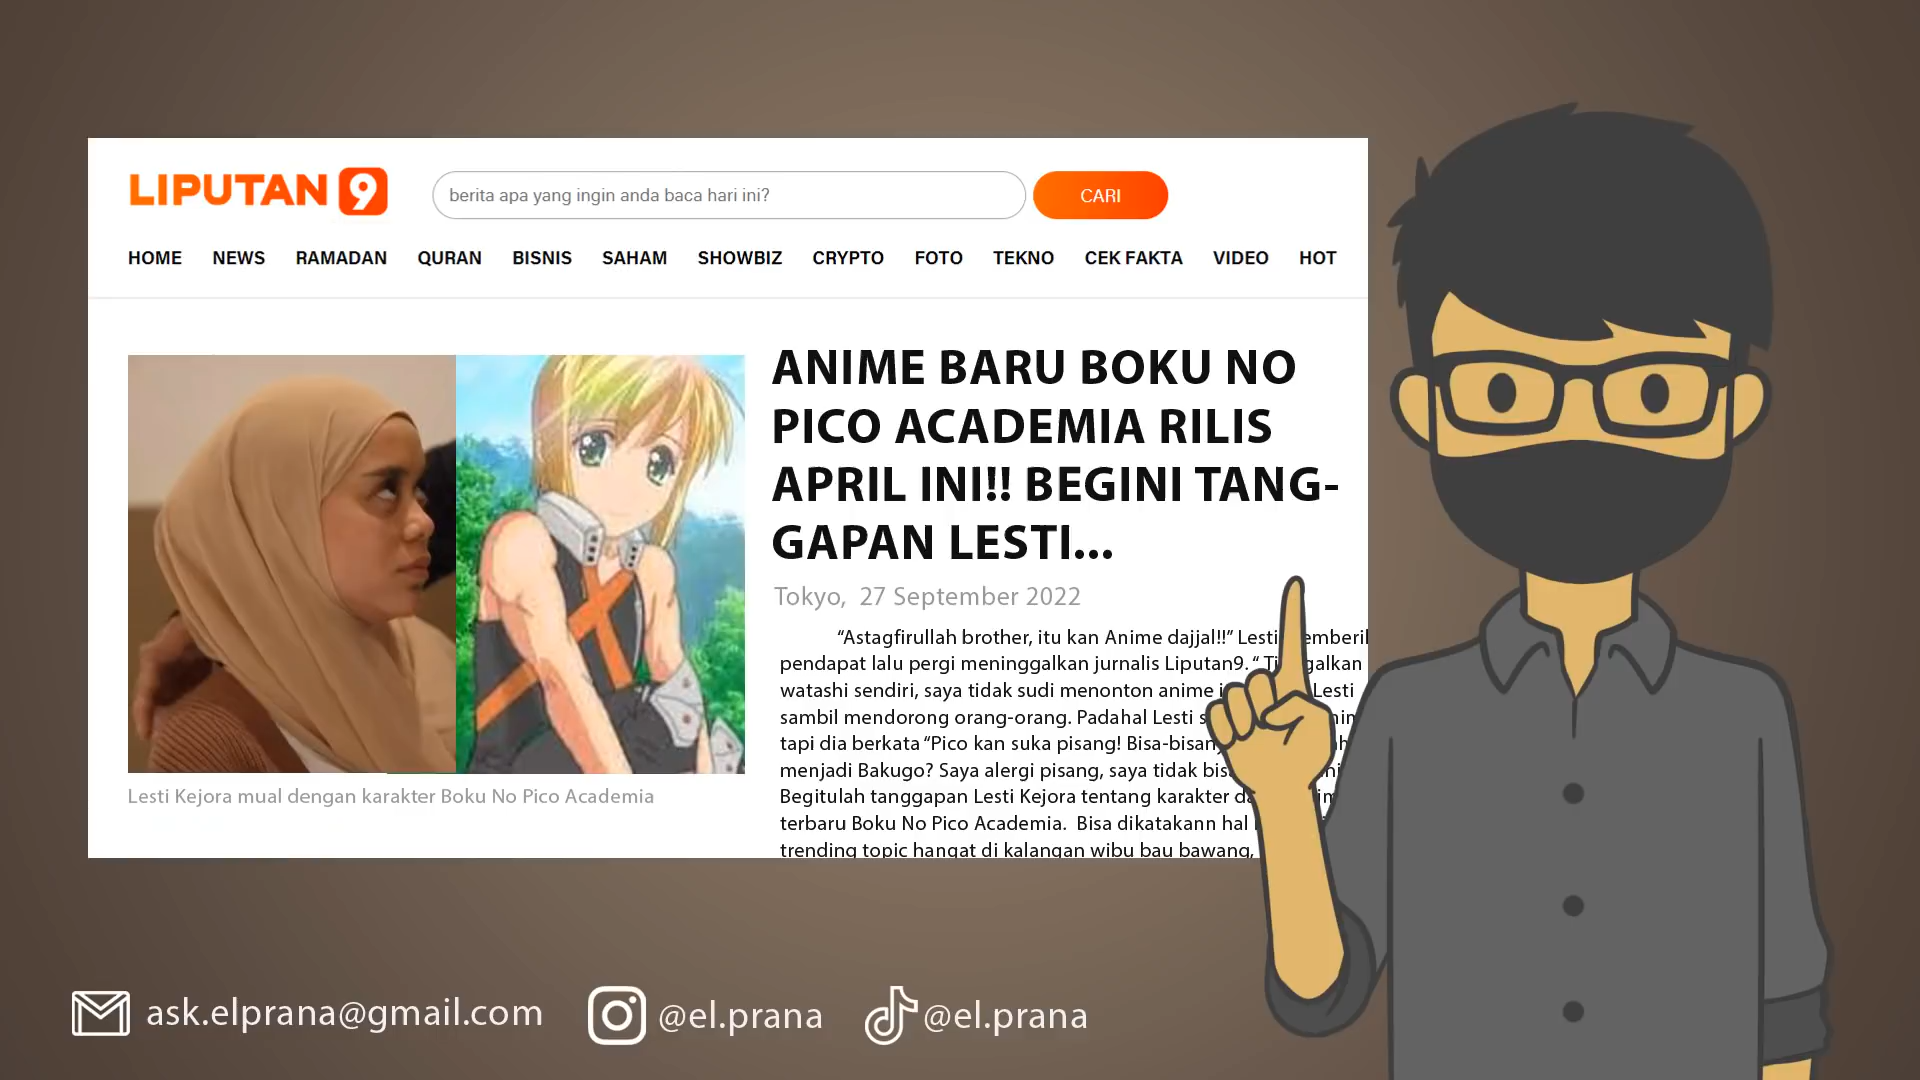 LIPUTAN 9
berita apa yang ingin anda baca hari ini?
CARI
HOME NEWS RAMADAN QURAN BISNIS SAHAM SHOWBIZ CRYPTO FOTO TEKNO CEK FAKTA VIDEO HOT
ANIME BARU BOKU NO
PICO ACADEMIA RILIS
APRIL INI!! BEGINI TANG-
GAPAN LESTI...
Tokyo, 27 September 2022
“Astagfirullah brother, itu kan Anime dajjal!!” Lesti
pendapat lalu pergi meninggalkan jurnalis Liputan9. “
watashi sendiri, saya tidak sudi menonton anime Lesti
sambil mendorong orang-orang. Padahal Lesti
tapi dia berkata “Pico kan suka pisang!
menjadi Bakugo? Saya alergi pisang, saya tidak
Begitulah tanggapan Lesti Kejora tentang karakter
terbaru Boku No Pico Academia. Bisa dikatakann hal
trending topic hangat di kalangan wibu bau bawang,
Lesti Kejora mual dengan karakter Boku No Pico Academia
ask.elprana@gmail.com @el.prana @el.prana